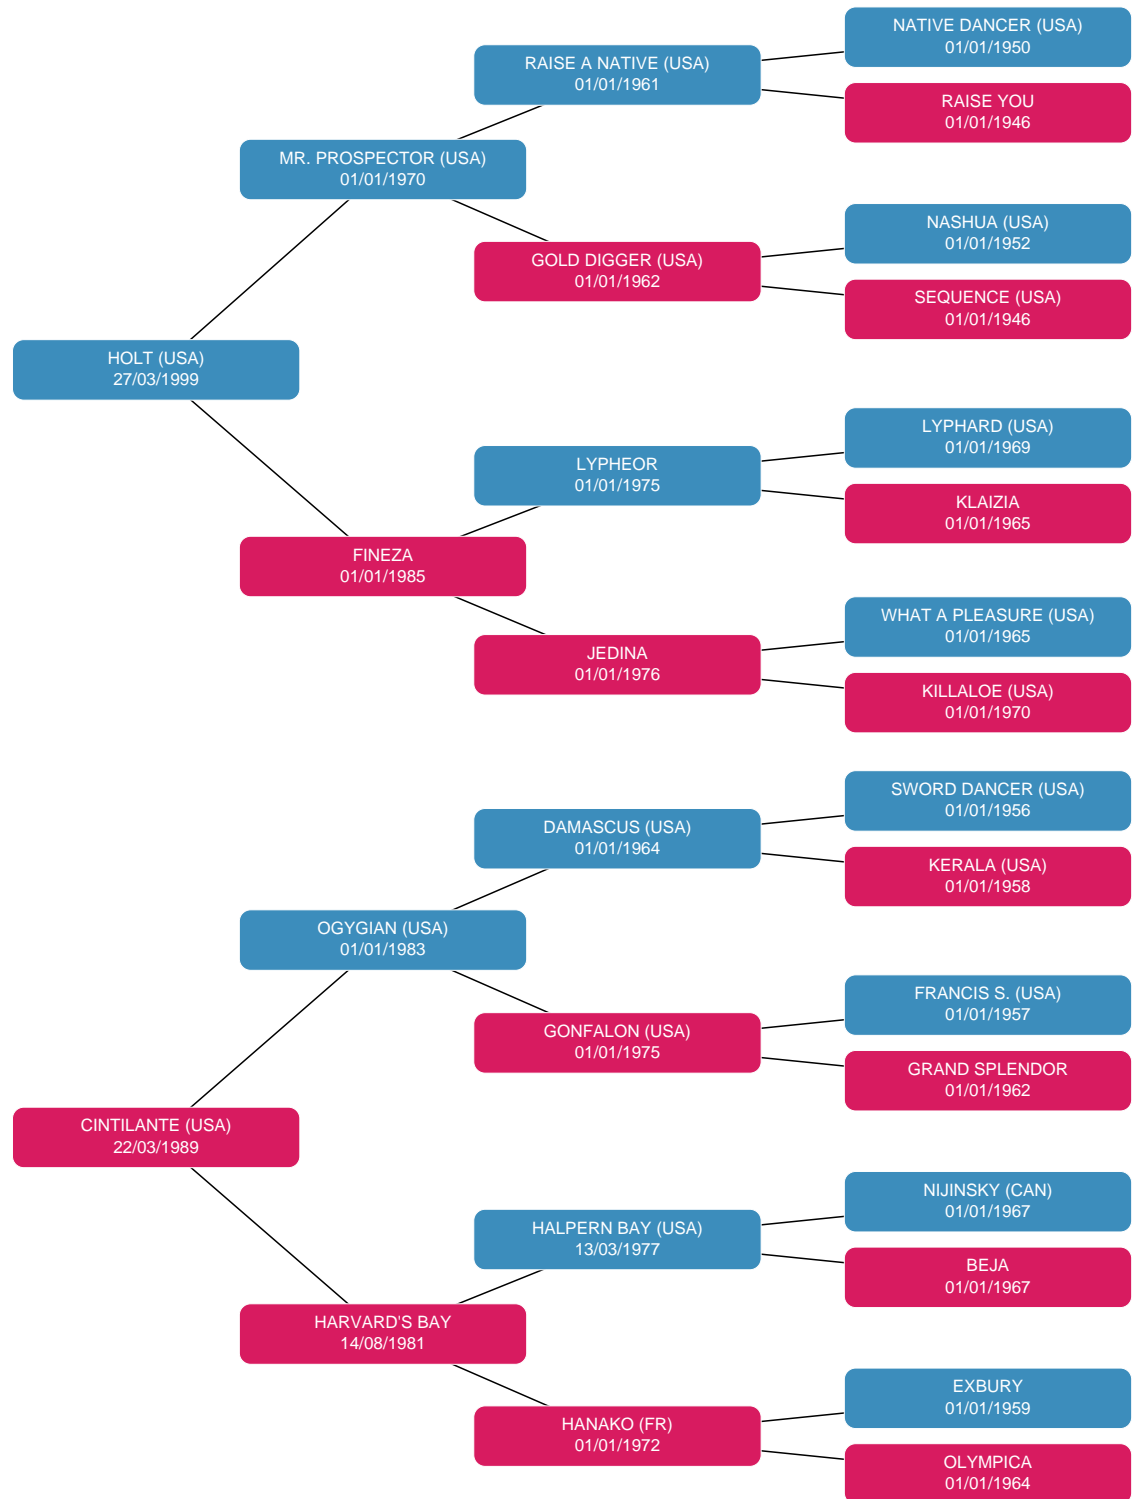 NATIVE DANCER (USA)
01/01/1950
RAISE A NATIVE (USA)
01/01/1961
RAISE YOU
01/01/1946
MR. PROSPECTOR (USA)
01/01/1970
NASHUA (USA)
01/01/1952
GOLD DIGGER (USA)
01/01/1962
SEQUENCE (USA)
01/01/1946
HOLT (USA)
27/03/1999
LYPHARD (USA)
01/01/1969
LYPHEOR
01/01/1975
KLAIZIA
01/01/1965
FINEZA
01/01/1985
WHAT A PLEASURE (USA)
01/01/1965
JEDINA
01/01/1976
KILLALOE (USA)
01/01/1970
SWORD DANCER (USA)
01/01/1956
DAMASCUS (USA)
01/01/1964
KERALA (USA)
01/01/1958
OGYGIAN (USA)
01/01/1983
FRANCIS S. (USA)
01/01/1957
GONFALON (USA)
01/01/1975
GRAND SPLENDOR
01/01/1962
CINTILANTE (USA)
22/03/1989
NIJINSKY (CAN)
01/01/1967
HALPERN BAY (USA)
13/03/1977
BEJA
01/01/1967
HARVARD'S BAY
14/08/1981
EXBURY
01/01/1959
HANAKO (FR)
01/01/1972
OLYMPICA
01/01/1964